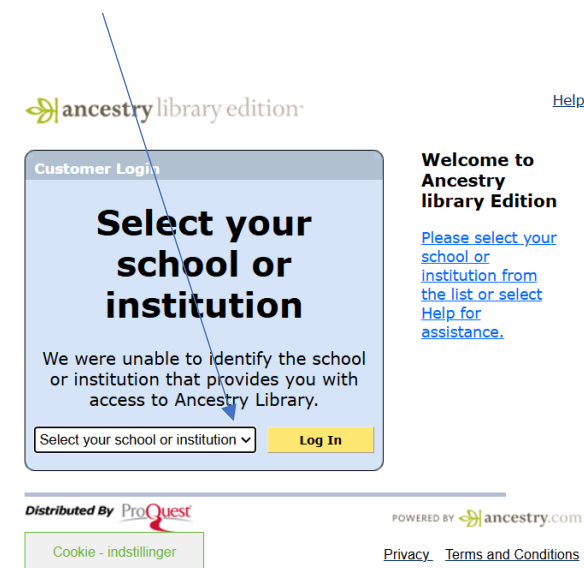 ancestry library edition
Help
Customer Login
Select your
school or
institution
We were unable to identify the school
or institution that provides you with
access to Ancestry Library.
Select your school or institution
Log In
Welcome to
Ancestry
library Edition
Please select your
school or
institution from
the list or select
Help for
assistance.
Distributed By ProQuest
POWERED BY ancestry.com
Cookie - indstillinger
Privacy Terms and Conditions